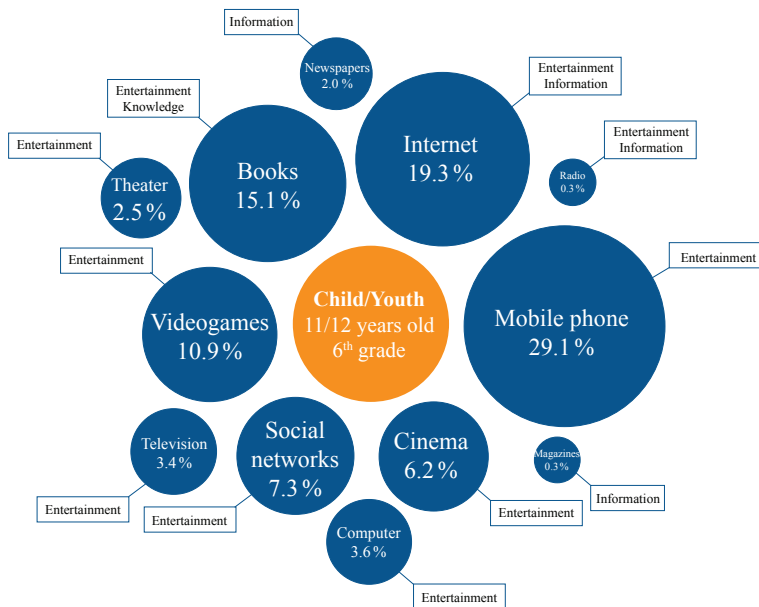 Information
Newspapers
2.0 %
Entertainment
Information
Entertainment
Knowledge
Internet
19.3 %
Entertainment
Information
Entertainment
Books
15.1 %
Radio
0.3 %
Theater
2.5 %
Entertainment
Entertainment
Child/Youth
11/12 years old
6th grade
Videogames
10.9 %
Mobile phone
29.1 %
Television
3.4 %
Social
networks
7.3 %
Cinema
6.2 %
Magazines
0.3 %
Entertainment
Entertainment
Entertainment
Information
Computer
3.6 %
Entertainment